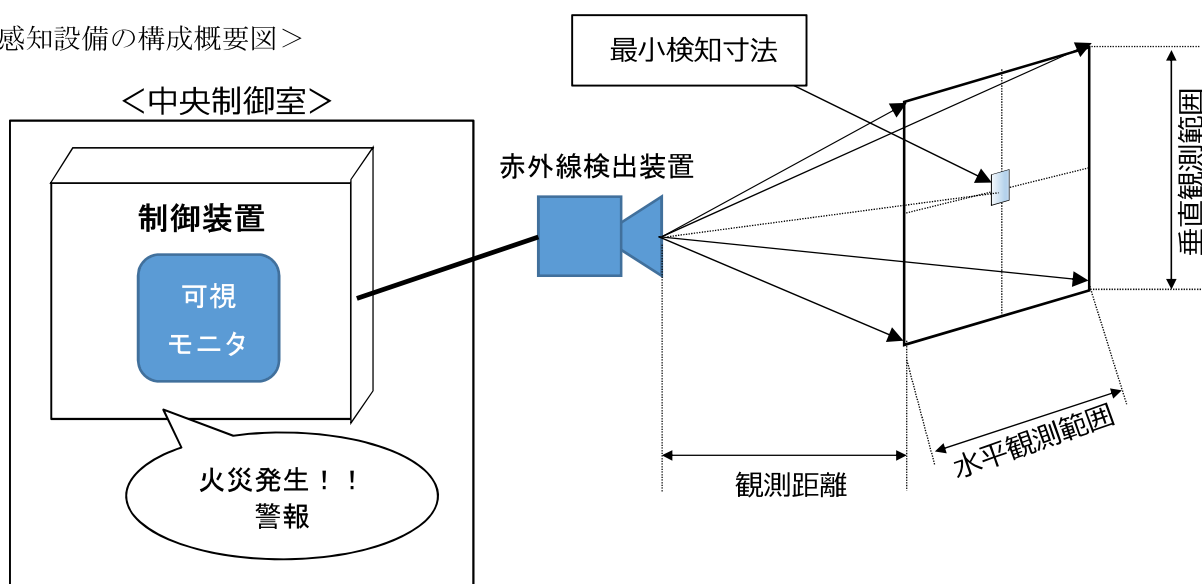 感知設備の構成概要図＞
＜中央制御室＞
制御装置
可視
モニタ
火災発生！！
警報
赤外線検出装置
最小検知寸法
垂直観測範囲
水平観測範囲
観測距離